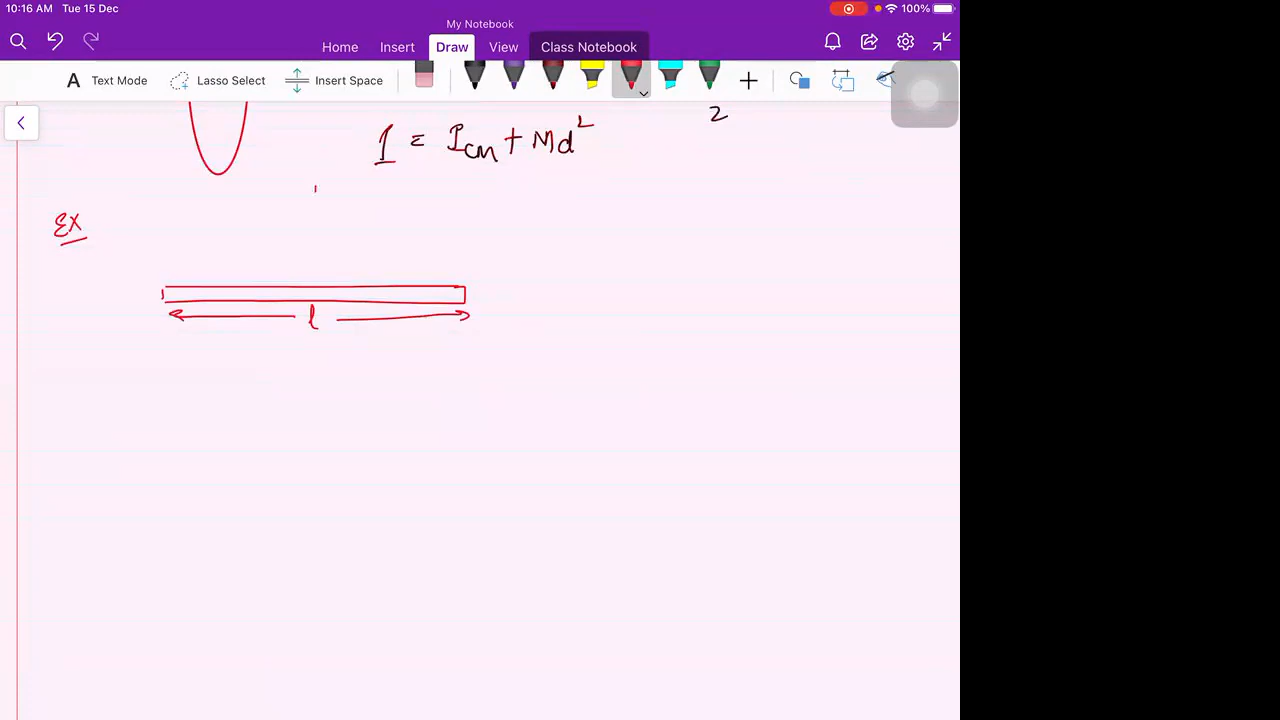 10:16 AM Tue 15 Dec
100%
My Notebook
Home Insert Draw View Class Notebook
A Text Mode Lasso Select Insert Space
2
I = Icm + Md²
Ex
l